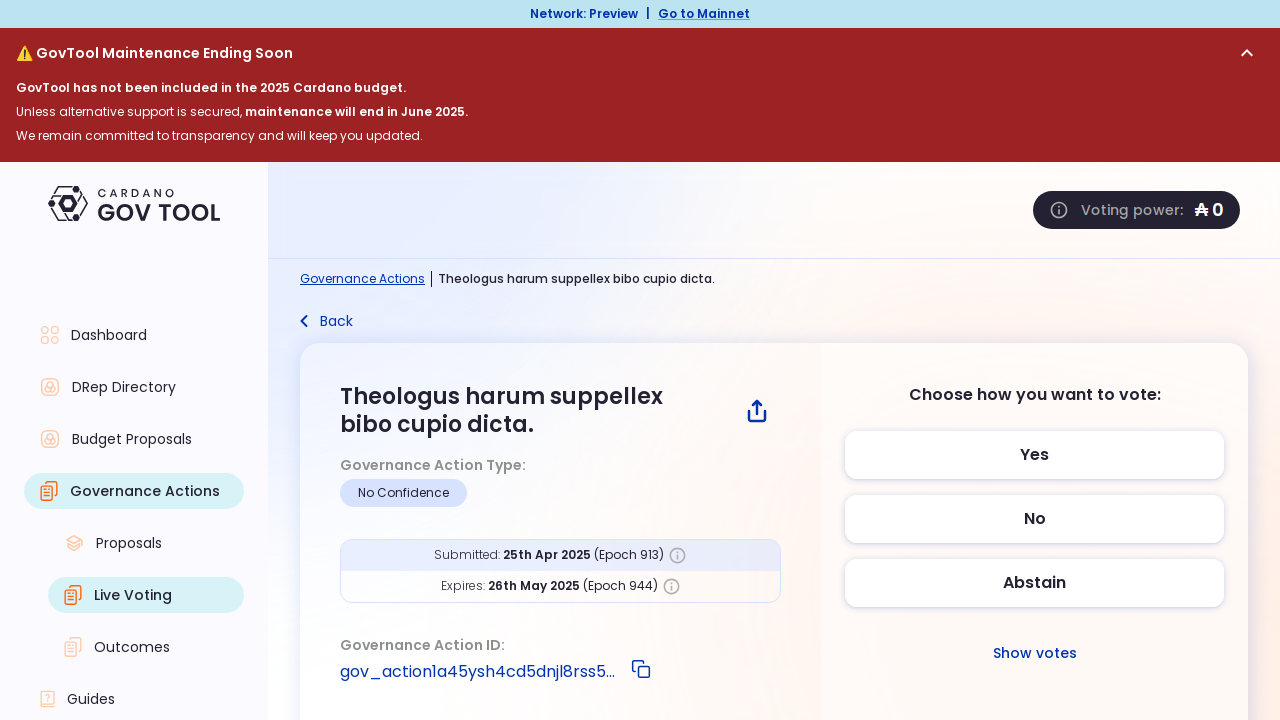 Network: Preview | Go to Mainnet
⚠️ GovTool Maintenance Ending Soon
GovTool has not been included in the 2025 Cardano budget.
Unless alternative support is secured, maintenance will end in June 2025.
We remain committed to transparency and will keep you updated.
CARDANO
GOV TOOL
Voting power: ₳ 0
Governance Actions | Theologus harum suppellex bibo cupio dicta.
Back
Dashboard
DRep Directory
Budget Proposals
Governance Actions
Proposals
Live Voting
Outcomes
Guides
Theologus harum suppellex
bibo cupio dicta.
Governance Action Type:
No Confidence
Submitted: 25th Apr 2025 (Epoch 913)
Expires: 26th May 2025 (Epoch 944)
Governance Action ID:
gov_action1a45ysh4cd5dnjl8rss5...
Choose how you want to vote:
Yes
No
Abstain
Show votes